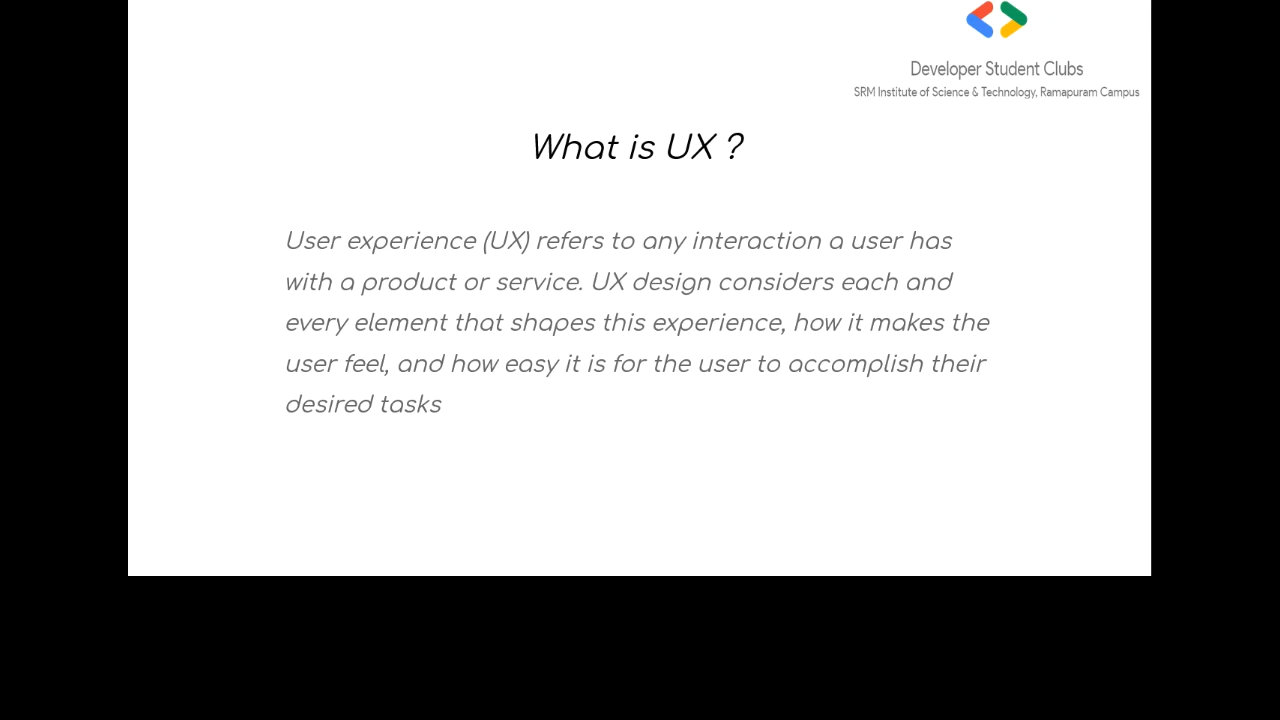 Developer Student Clubs
SRM Institute of Science & Technology, Ramapuram Campus
What is UX ?
User experience (UX) refers to any interaction a user has
with a product or service. UX design considers each and
every element that shapes this experience, how it makes the
user feel, and how easy it is for the user to accomplish their
desired tasks